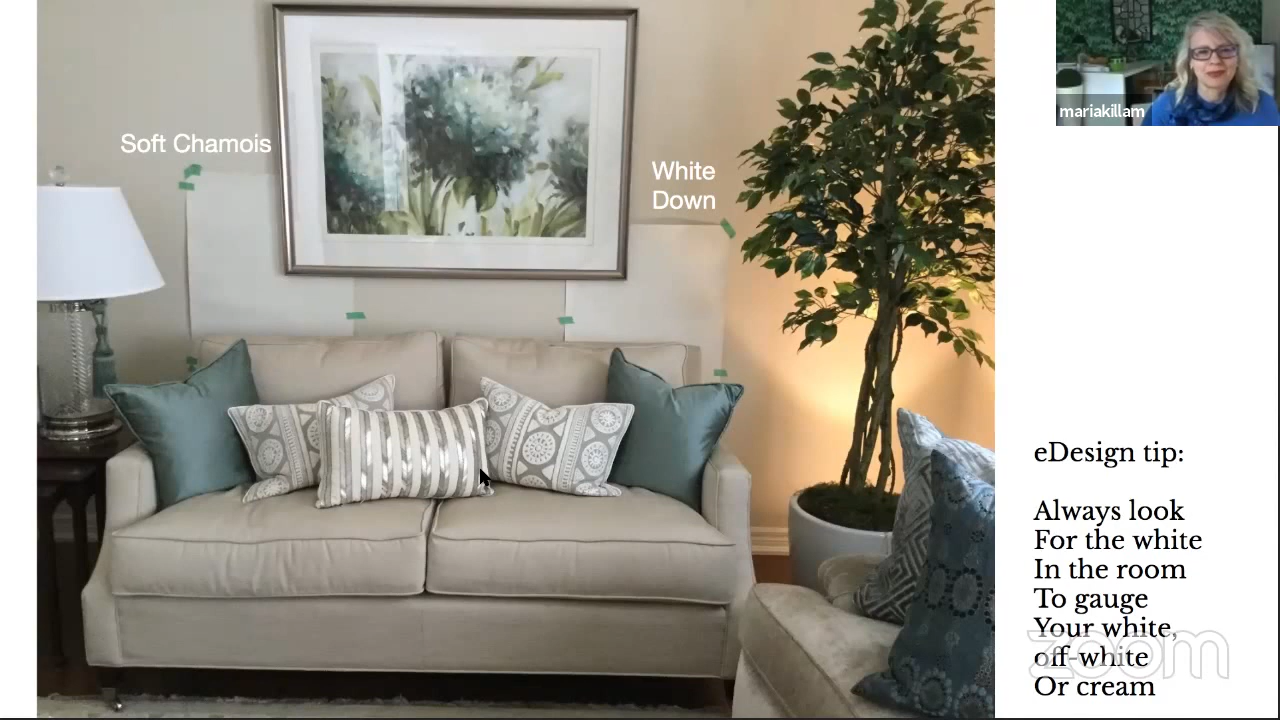 mariakillam
Soft Chamois
White
Down
eDesign tip:
Always look
For the white
In the room
To gauge
Your white,
off-white
Or cream
zoom